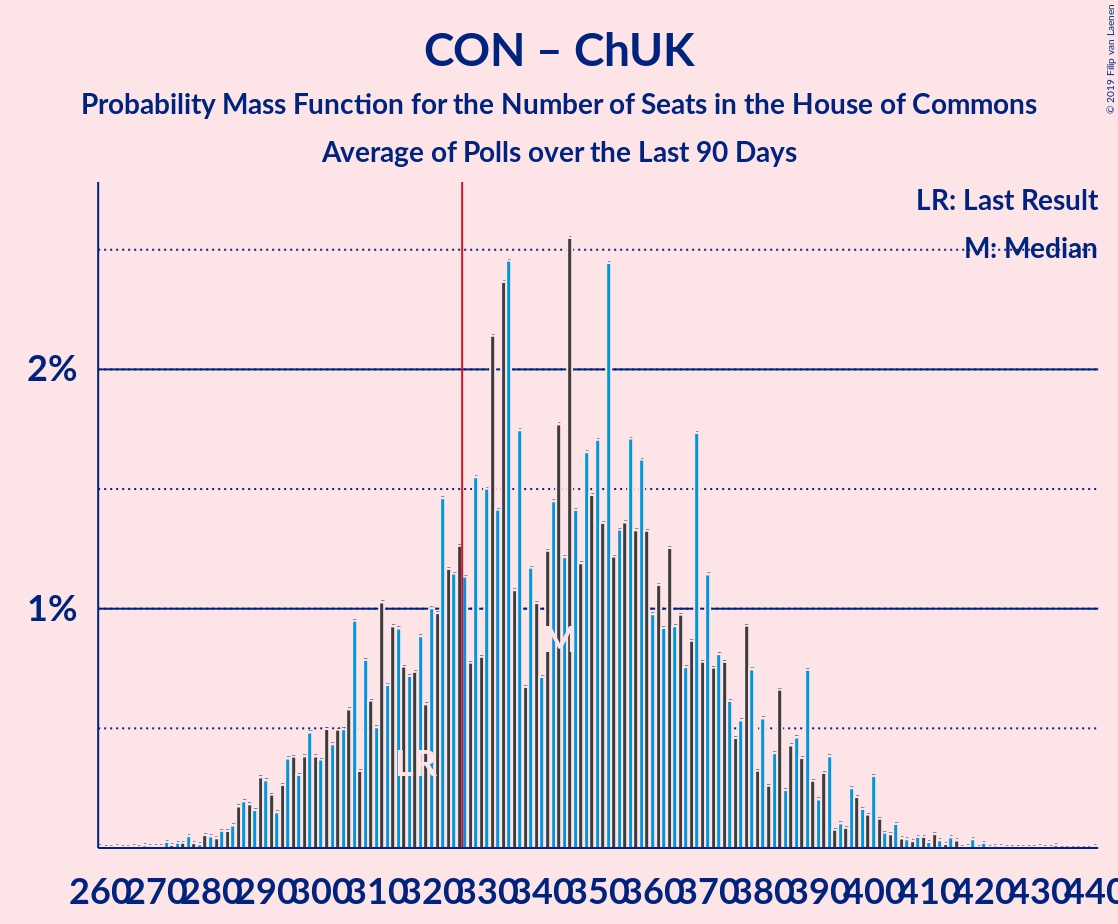 CON – ChUK
Probability Mass Function for the Number of Seats in the House of Commons
Average of Polls over the Last 90 Days
© 2019 Filip van Laenen
LR: Last Result
M: Median
2%
1%
M
LR
260 270 280 290 300 310 320 330 340 350 360 370 380 390 400 410 420 430 440